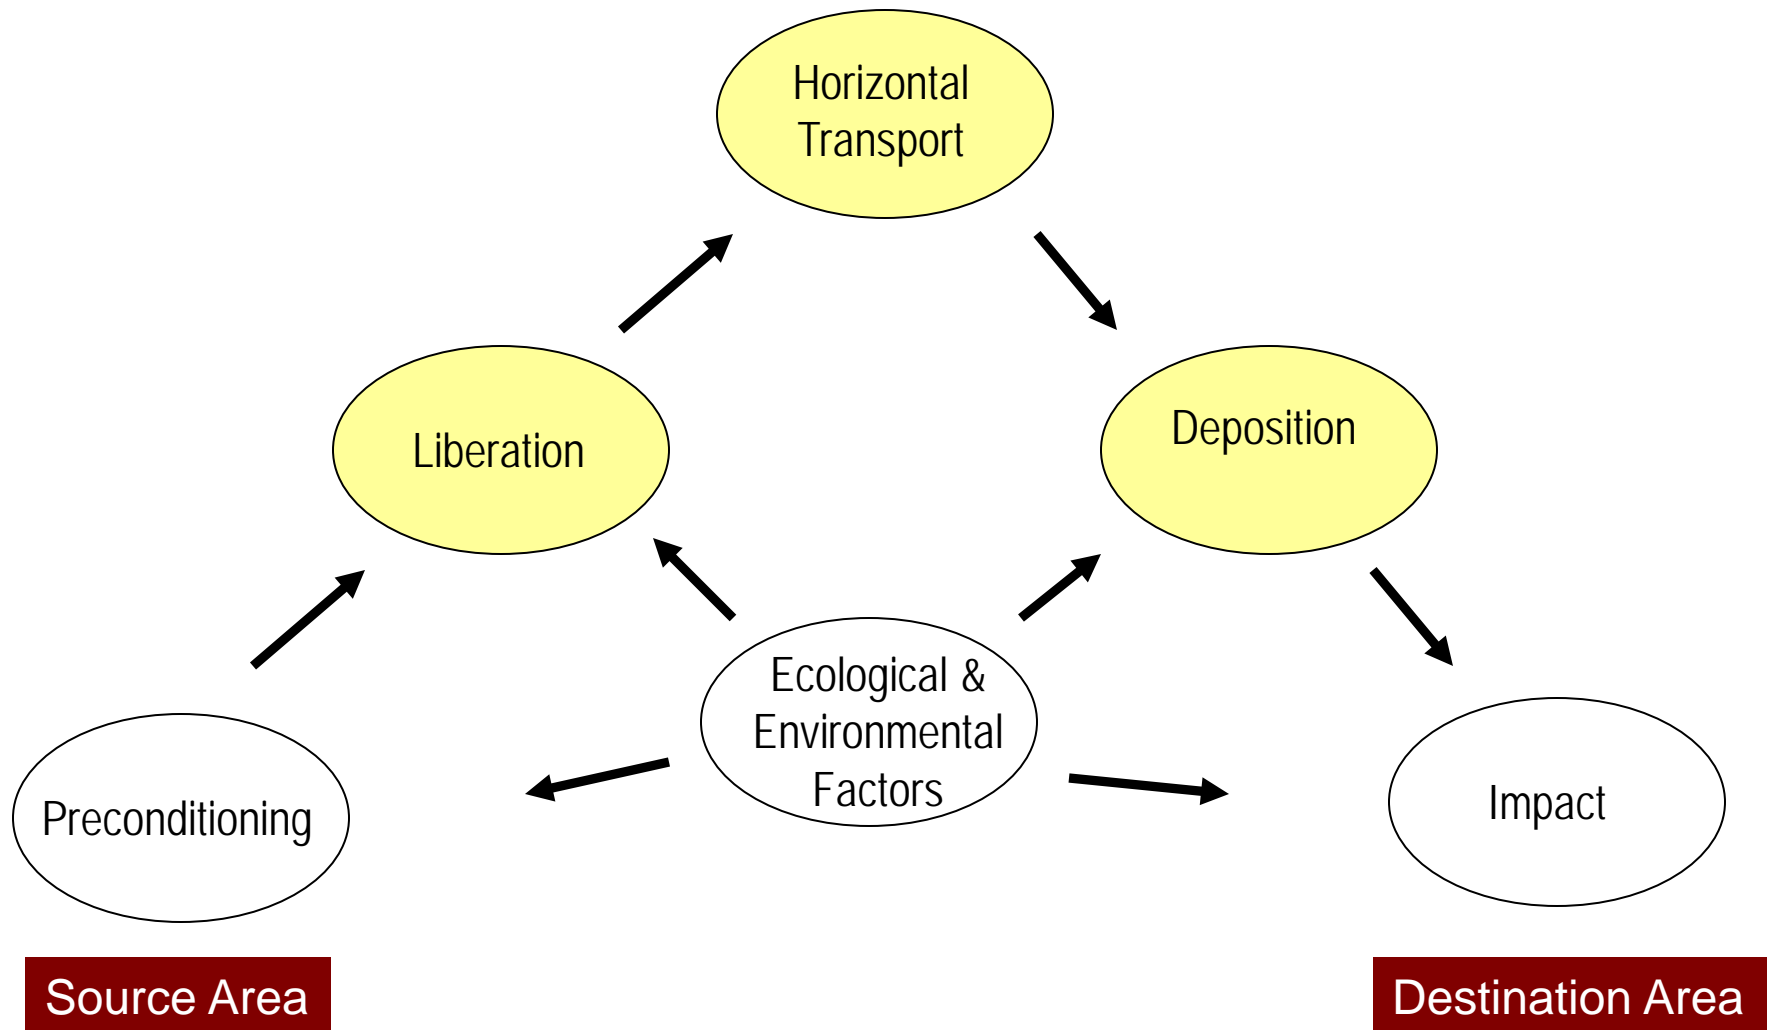 Horizontal
Transport
Liberation
Deposition
Ecological &
Environmental
Factors
Preconditioning
Impact
Source Area
Destination Area